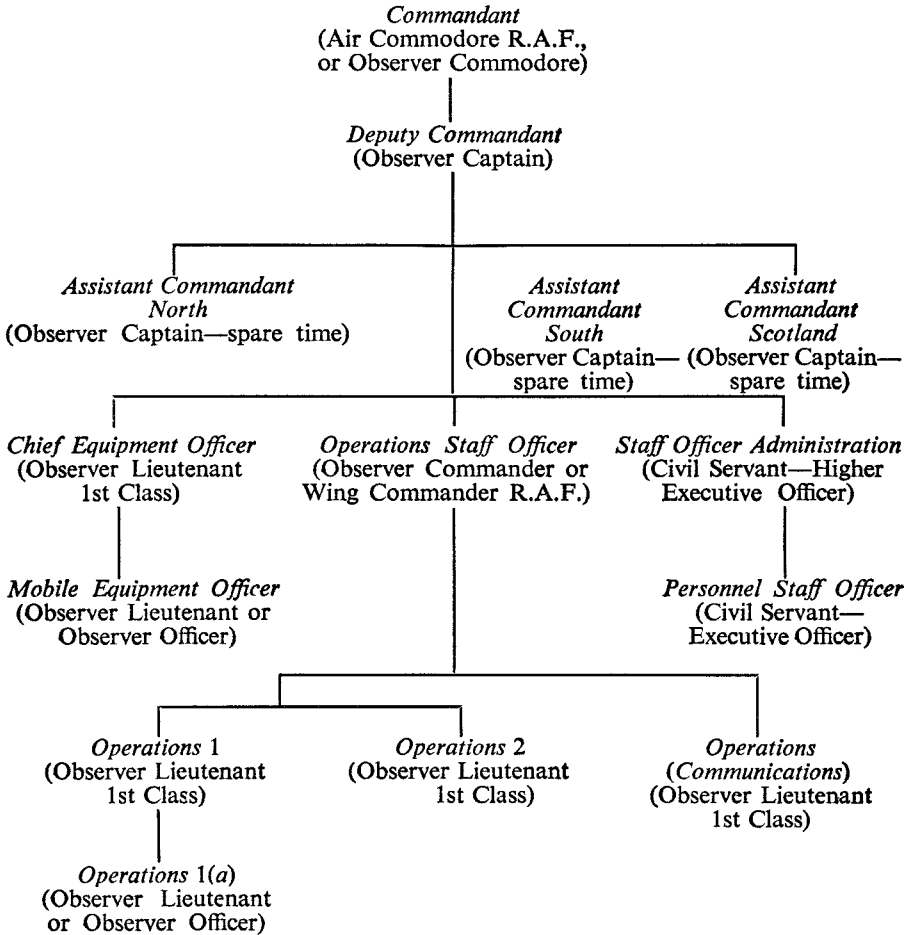 Commandant
(Air Commodore R.A.F.,
or Observer Commodore)
Deputy Commandant
(Observer Captain)
Assistant Commandant
North
(Observer Captain—spare time)
Assistant
Commandant
South
(Observer Captain—
spare time)
Assistant
Commandant
Scotland
(Observer Captain—
spare time)
Chief Equipment Officer
(Observer Lieutenant
1st Class)
Operations Staff Officer
(Observer Commander or
Wing Commander R.A.F.)
Staff Officer Administration
(Civil Servant—Higher
Executive Officer)
Mobile Equipment Officer
(Observer Lieutenant or
Observer Officer)
Personnel Staff Officer
(Civil Servant—
Executive Officer)
Operations 1
(Observer Lieutenant
1st Class)
Operations 2
(Observer Lieutenant
1st Class)
Operations
(Communications)
(Observer Lieutenant
1st Class)
Operations 1(a)
(Observer Lieutenant
or Observer Officer)